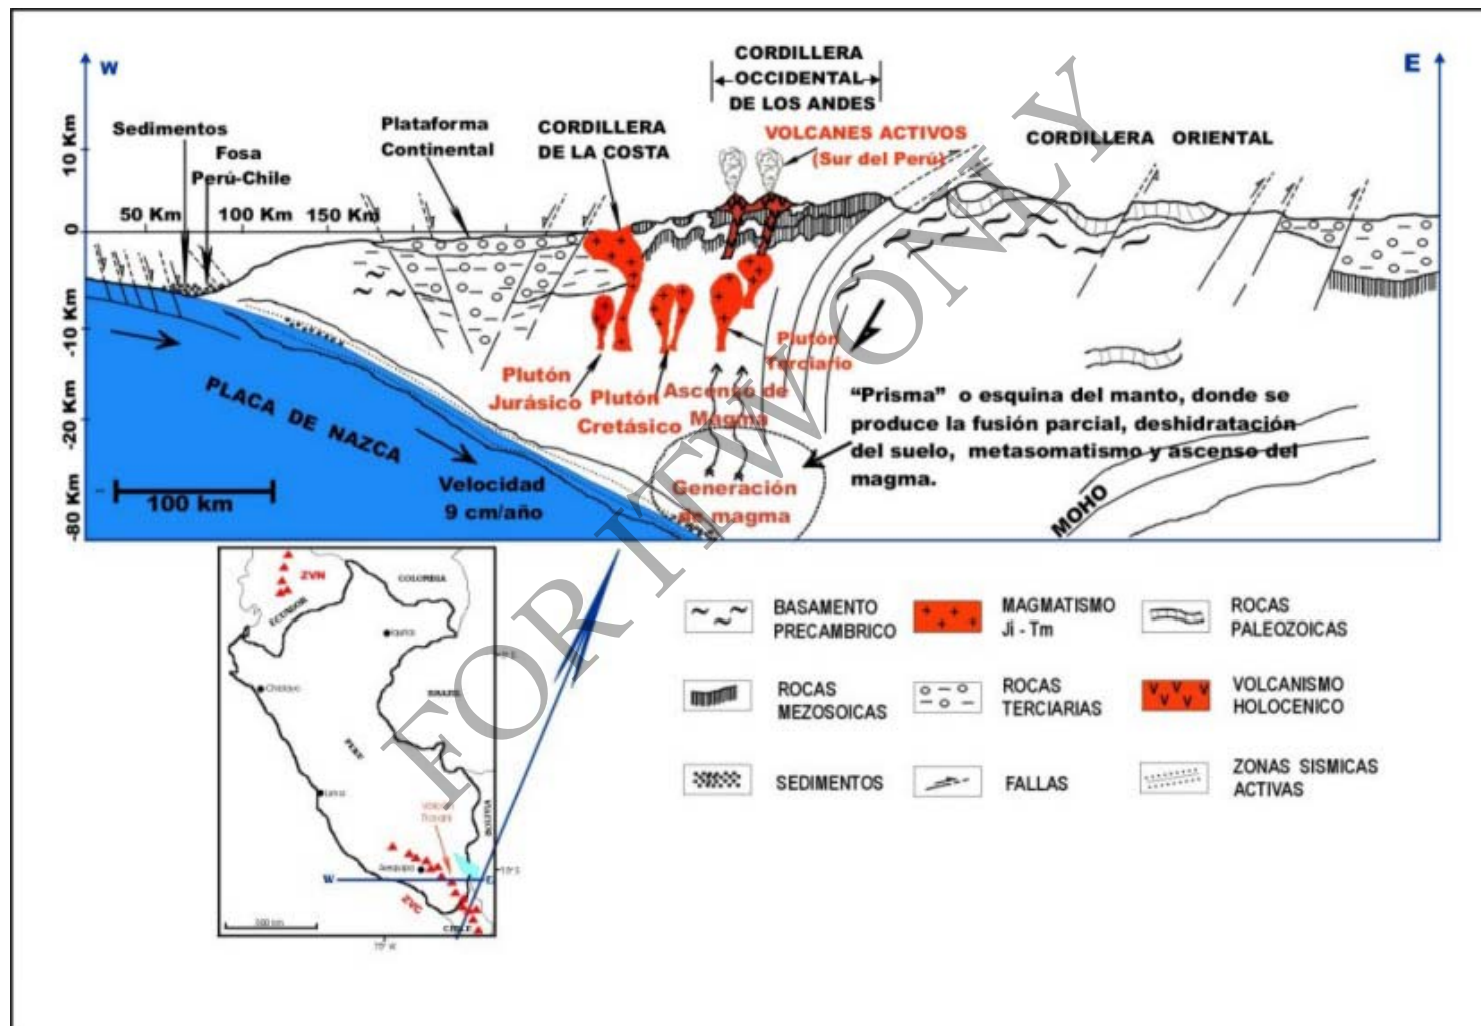 CORDILLERA
OCCIDENTAL
DE LOS ANDES
W
E
VOLCANES ACTIVOS
(Sur del Perú)
CORDILLERA ORIENTAL
Sedimentos
Fosa
Perú-Chile
Plataforma
Continental
CORDILLERA
DE LA COSTA
10 Km
0
-10 Km
-20 Km
-80 Km
50 Km
100 Km
150 Km
Plutón
Jurásico
Plutón
Cretásico
Ascenso de
Magma
Plutón
Terciario
PLACA DE NAZCA
Velocidad
9 cm/año
100 km
Generación
de magma
"Prisma" o esquina del manto, donde se
produce la fusión parcial, deshidratación
del suelo, metasomatismo y ascenso del
magma.
MOHO
FOR ITW ONLY
ZVN
COLOMBIA
ECUADOR
Iquitos
Chiclayo
BRAZIL
PERU
Lima
BOLIVIA
Arequipa
W
E
ZVC
CHILE
BASAMENTO
PRECAMBRICO
MAGMATISMO
Ji - Tm
ROCAS
PALEOZOICAS
ROCAS
MEZOSOICAS
ROCAS
TERCIARIAS
VOLCANISMO
HOLOCENICO
SEDIMENTOS
FALLAS
ZONAS SISMICAS
ACTIVAS